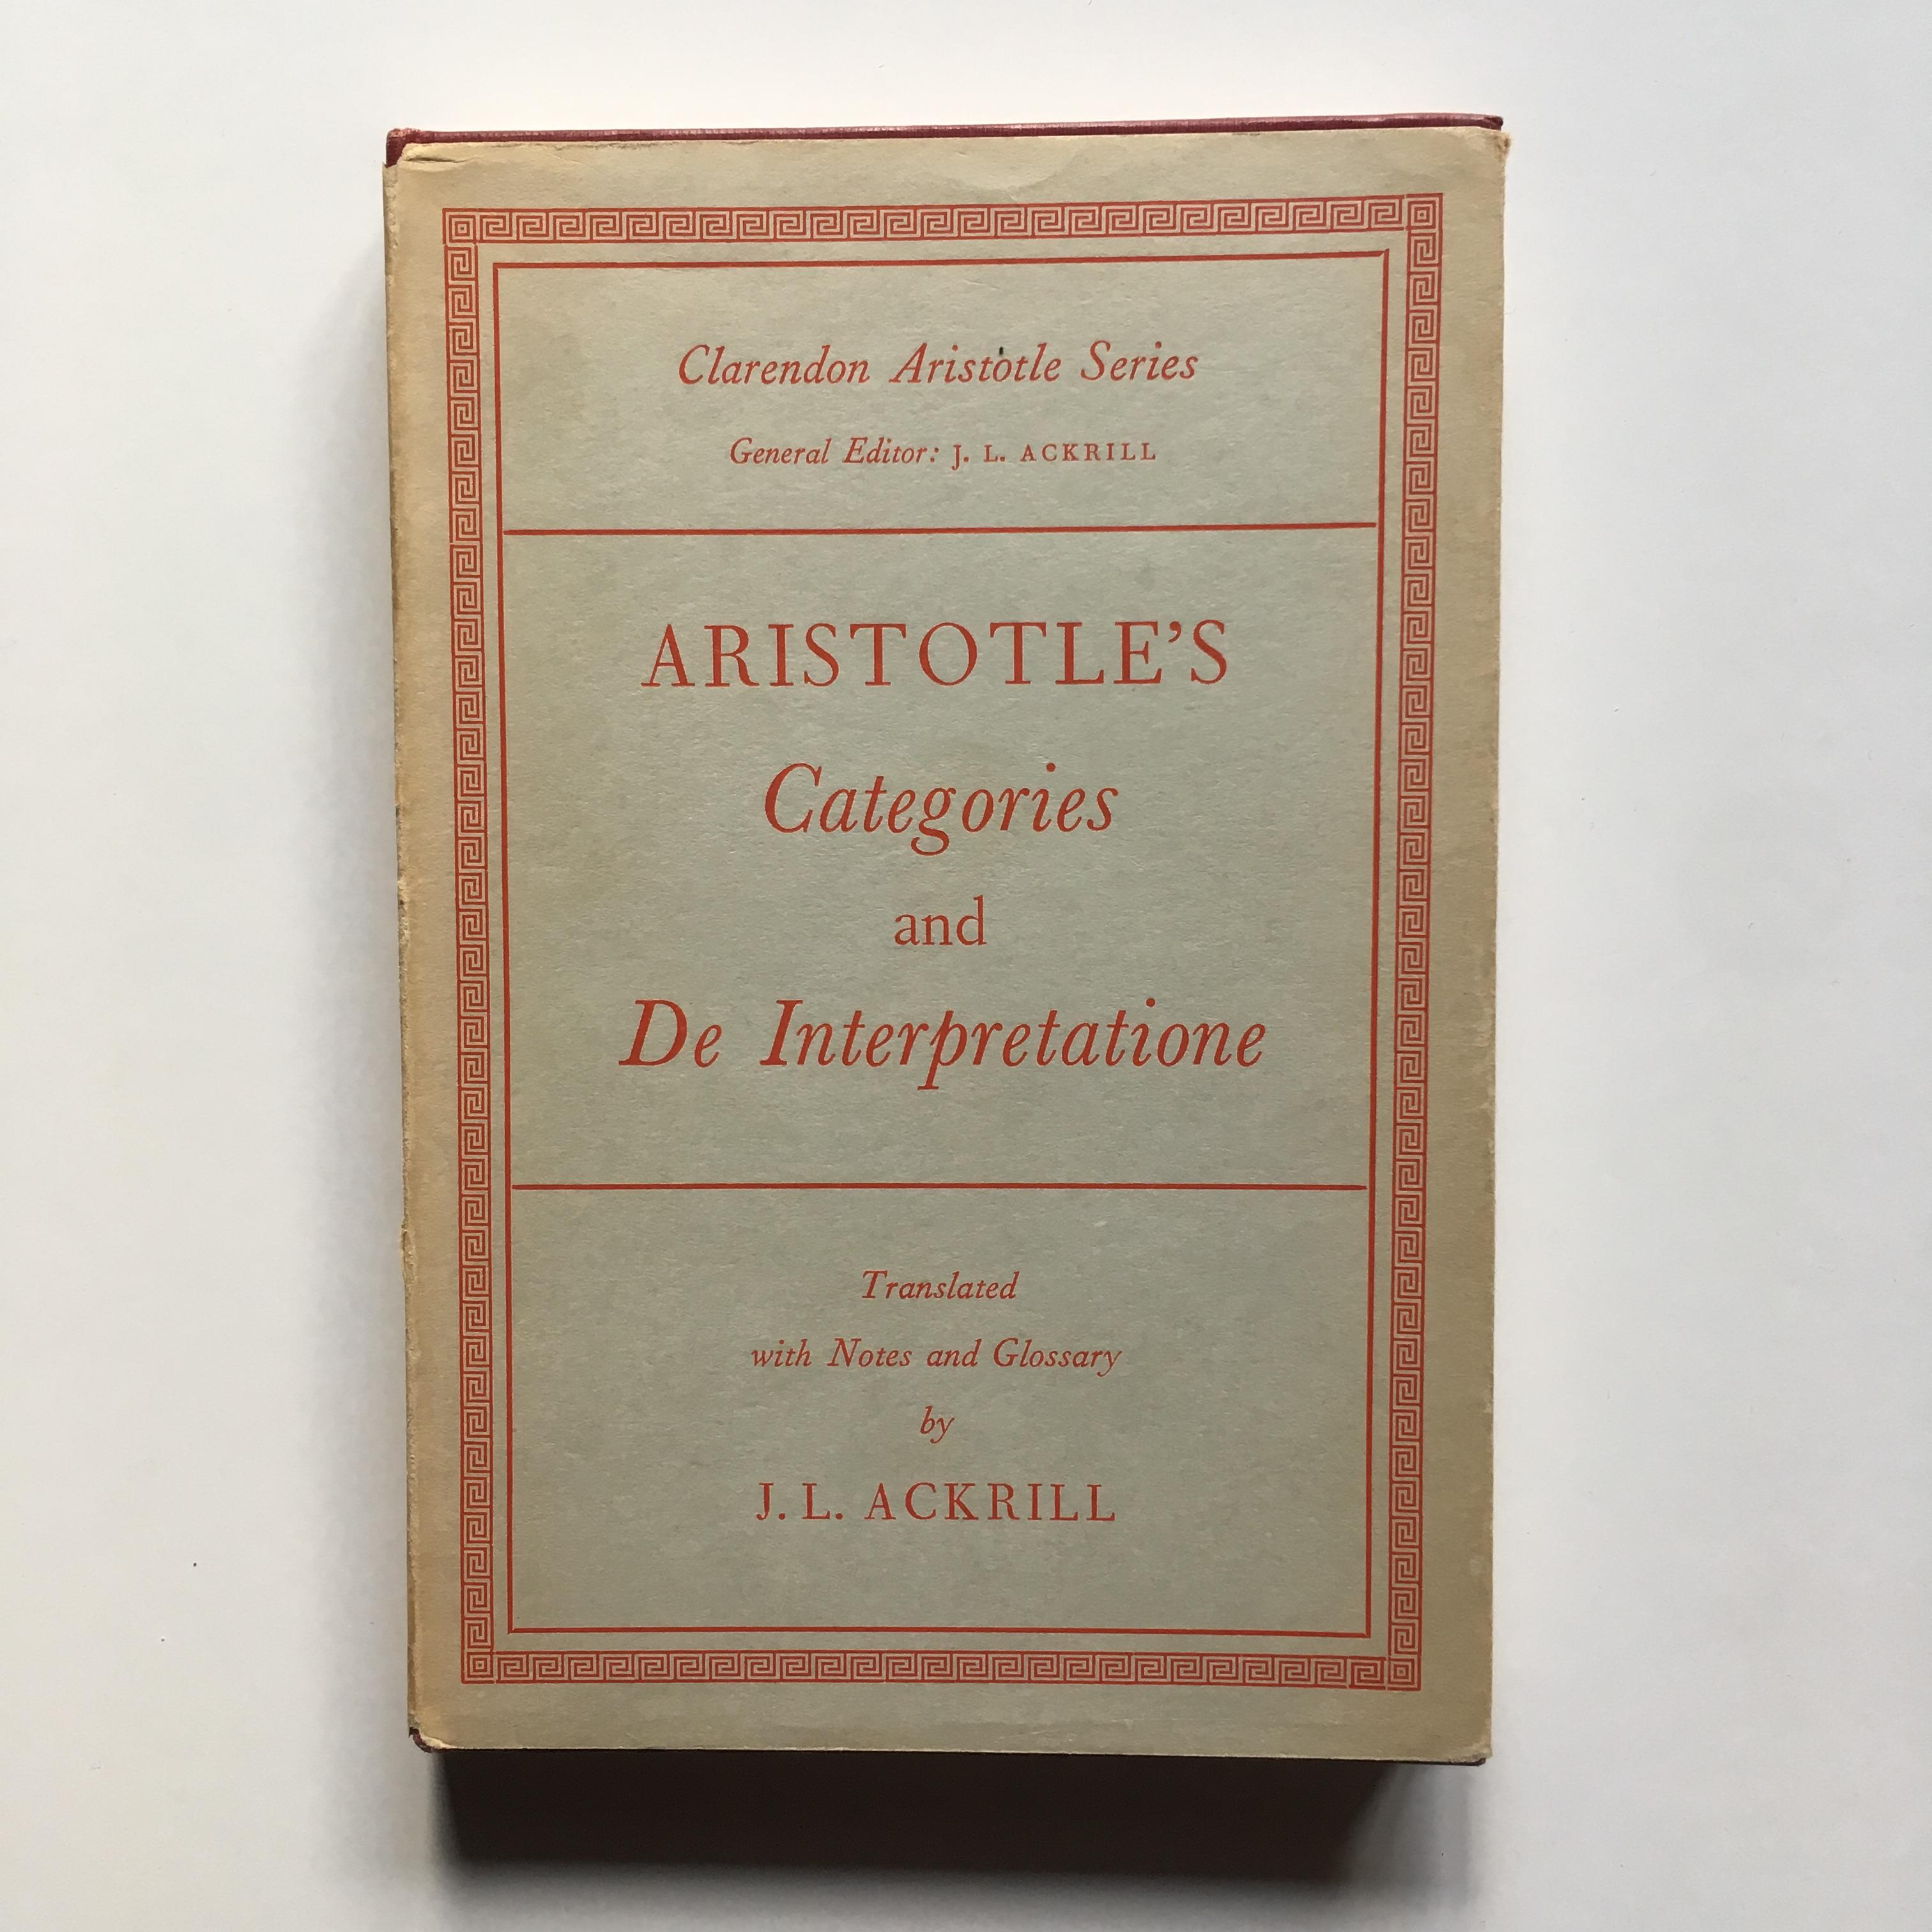 Clarendon Aristotle Series
General Editor: J. L. ACKRILL
ARISTOTLE'S
Categories
and
De Interpretatione
Translated
with Notes and Glossary
by
J. L. ACKRILL